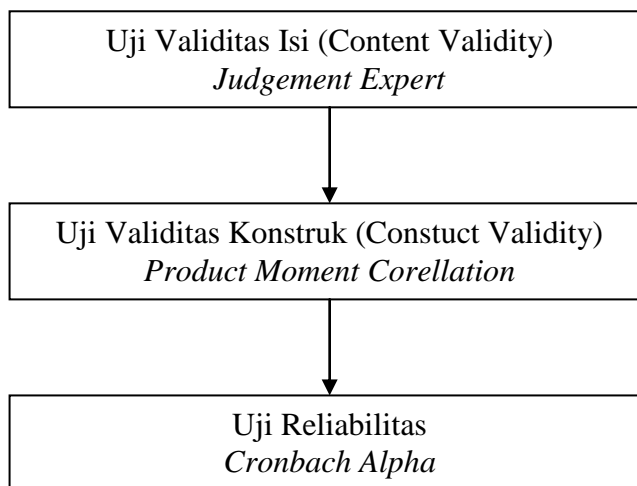 Uji Validitas Isi (Content Validity)
Judgement Expert
Uji Validitas Konstruk (Constuct Validity)
Product Moment Corellation
Uji Reliabilitas
Cronbach Alpha